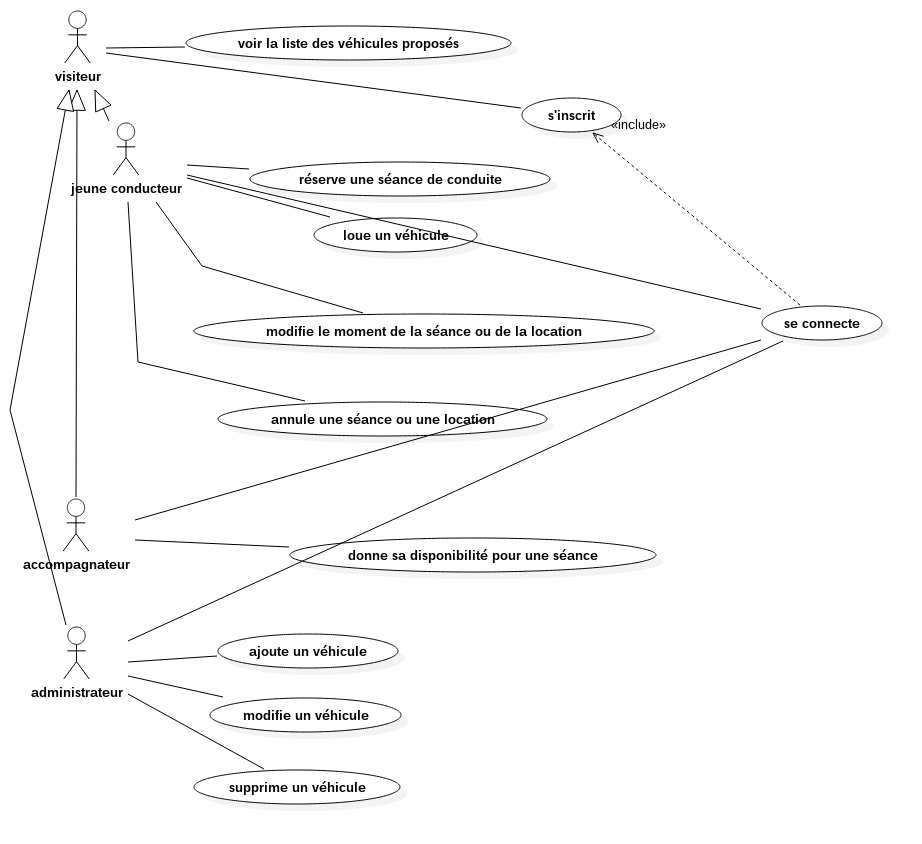 voir la liste des véhicules proposés
visiteur
s'inscrit
«include»
réserve une séance de conduite
jeune conducteur
loue un véhicule
modifie le moment de la séance ou de la location
se connecte
annule une séance ou une location
donne sa disponibilité pour une séance
accompagnateur
ajoute un véhicule
administrateur
modifie un véhicule
supprime un véhicule